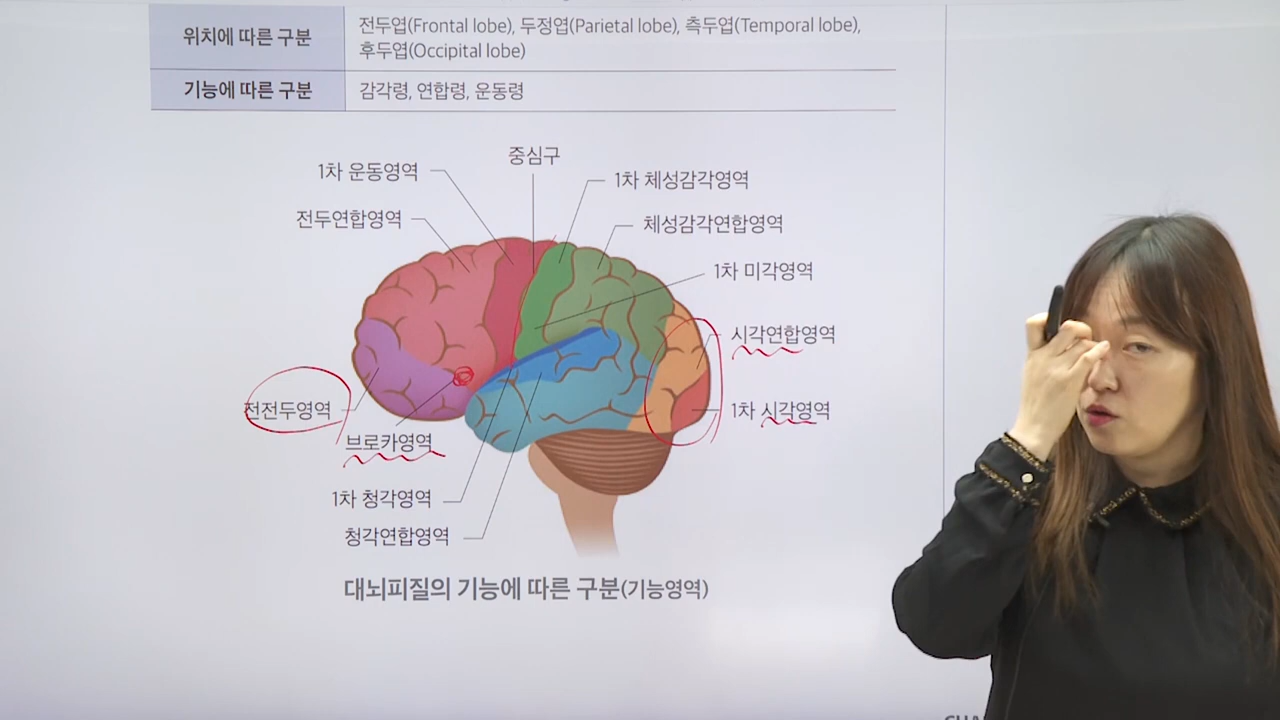 위치에 따른 구분
전두엽(Frontal lobe), 두정엽(Parietal lobe), 측두엽(Temporal lobe),
후두엽(Occipital lobe)
기능에 따른 구분
감각령, 연합령, 운동령
중심구
1차 운동영역
1차 체성감각영역
전두연합영역
체성감각연합영역
1차 미각영역
시각연합영역
전전두영역
1차 시각영역
브로카영역
1차 청각영역
청각연합영역
대뇌피질의 기능에 따른 구분(기능영역)